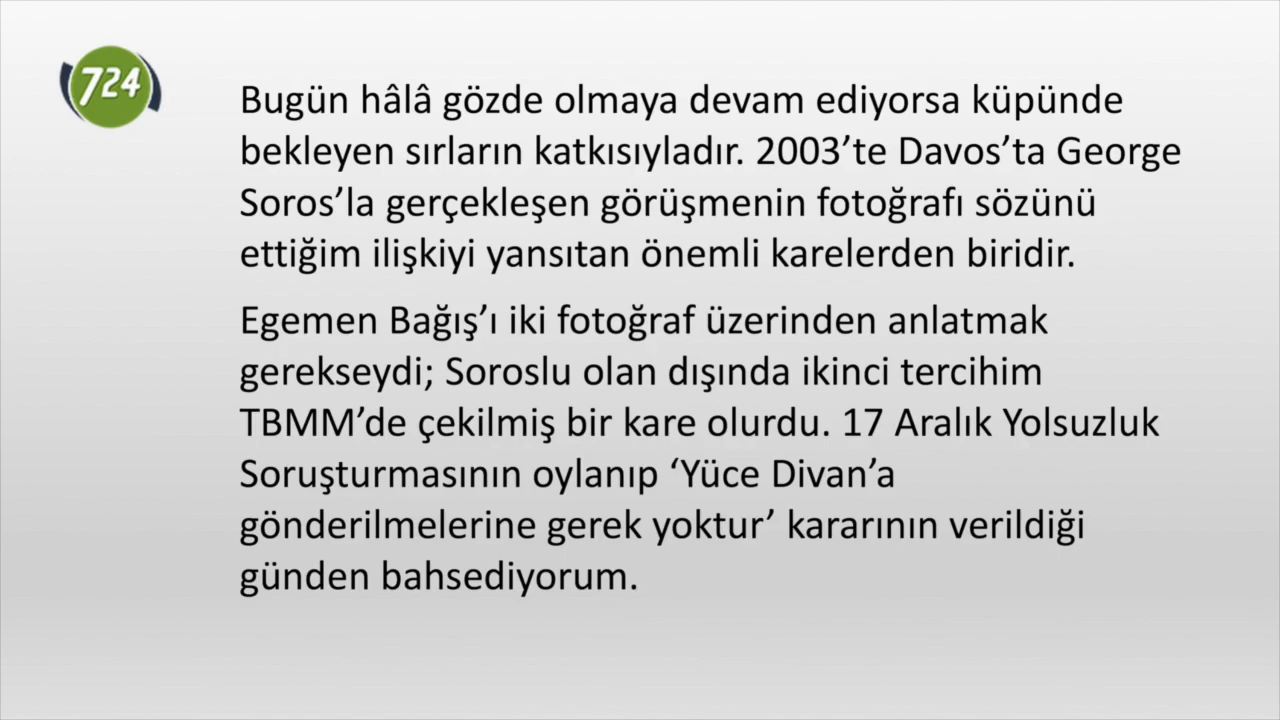 724
Bugün hâlâ gözde olmaya devam ediyorsa küpünde
bekleyen sırların katkısıyladır. 2003’te Davos’ta George
Soros’la gerçekleşen görüşmenin fotoğrafı sözünü
ettiğim ilişkiyi yansıtan önemli karelerden biridir.
Egemen Bağış’ı iki fotoğraf üzerinden anlatmak
gerekseydi; Soroslu olan dışında ikinci tercihim
TBMM’de çekilmiş bir kare olurdu. 17 Aralık Yolsuzluk
Soruşturmasının oylanıp ‘Yüce Divan’a
gönderilmelerine gerek yoktur’ kararının verildiği
günden bahsediyorum.